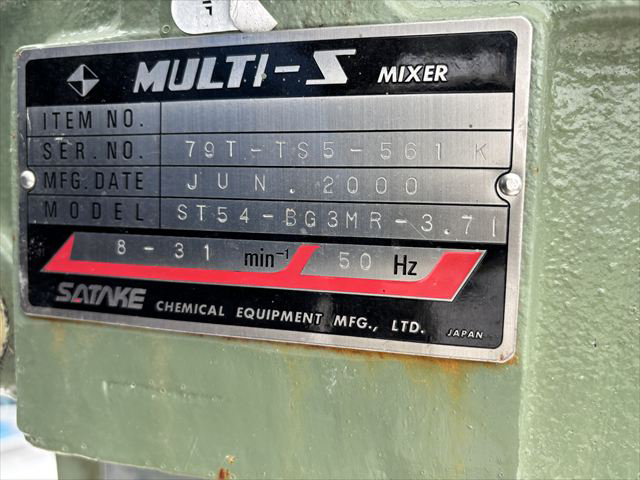 MULTI-S MIXER
ITEM NO.
SER. NO. 79T-TS5-561 K
MFG. DATE JUN. 2000
MODEL ST54-BG3MR-3.7I
8-31 min⁻¹ 50 Hz
SATAKE CHEMICAL EQUIPMENT MFG., LTD. JAPAN